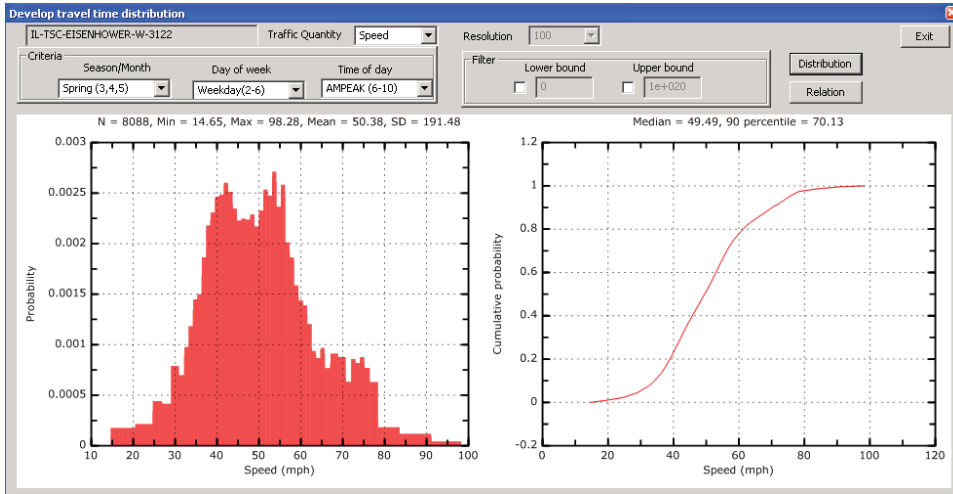 Develop travel time distribution
IL-TSC-EISENHOWER-W-3122
Traffic Quantity
Speed
Resolution
100
Exit
Criteria
Season/Month
Day of week
Time of day
Spring (3,4,5)
Weekday(2-6)
AMPEAK (6-10)
Filter
Lower bound
Upper bound
0
1e+020
Distribution
Relation
N = 8088, Min = 14.65, Max = 98.28, Mean = 50.38, SD = 191.48
0.003
0.0025
0.002
0.0015
0.001
0.0005
0
Probability
10 20 30 40 50 60 70 80 90 100
Speed (mph)
Median = 49.49, 90 percentile = 70.13
1.2
1
0.8
0.6
0.4
0.2
0
-0.2
Cumulative probability
0 20 40 60 80 100 120
Speed (mph)